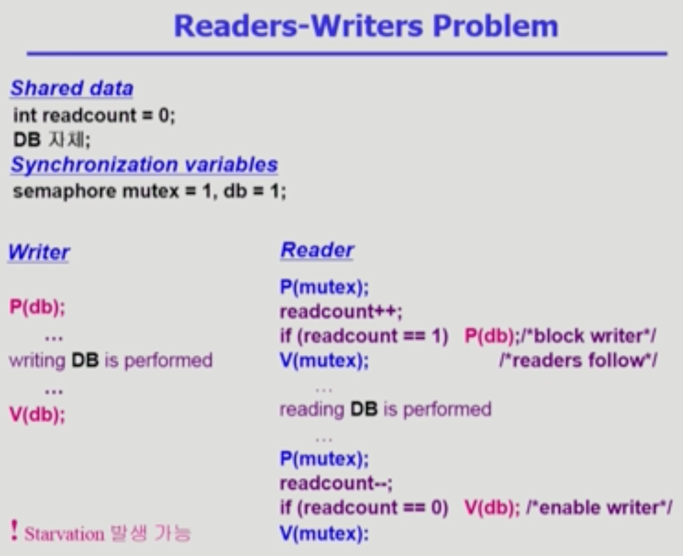 Readers-Writers Problem
Shared data
int readcount = 0;
DB 자체;
Synchronization variables
semaphore mutex = 1, db = 1;
Writer
P(db);
...
writing DB is performed
...
V(db);
! Starvation 발생 가능
Reader
P(mutex);
readcount++;
if (readcount == 1) P(db);/*block writer*/
V(mutex); /*readers follow*/
...
reading DB is performed
...
P(mutex);
readcount--;
if (readcount == 0) V(db); /*enable writer*/
V(mutex):